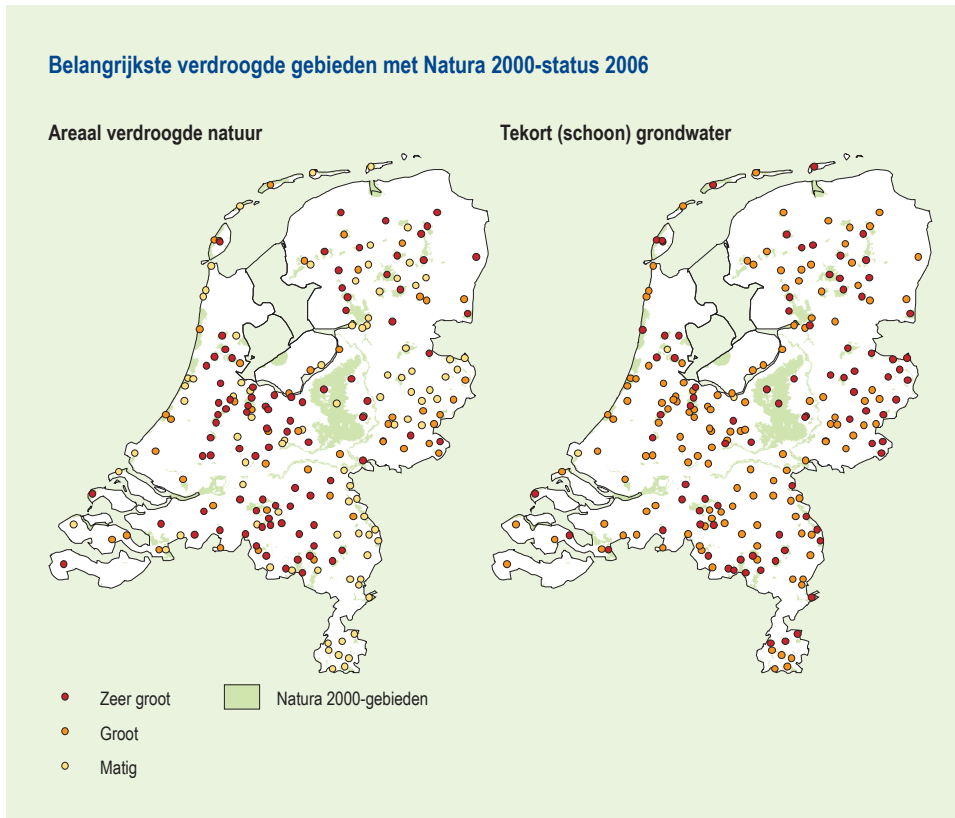 Belangrijkste verdroogde gebieden met Natura 2000-status 2006
Areaal verdroogde natuur
Tekort (schoon) grondwater
Zeer groot
Natura 2000-gebieden
Groot
Matig